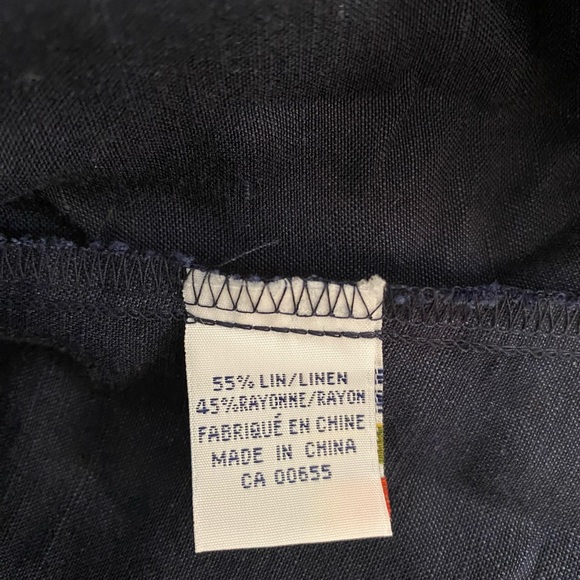 55% LIN/LINEN
45%RAYONNE/RAYON
FABRIQUÉ EN CHINE
MADE IN CHINA
CA 00655